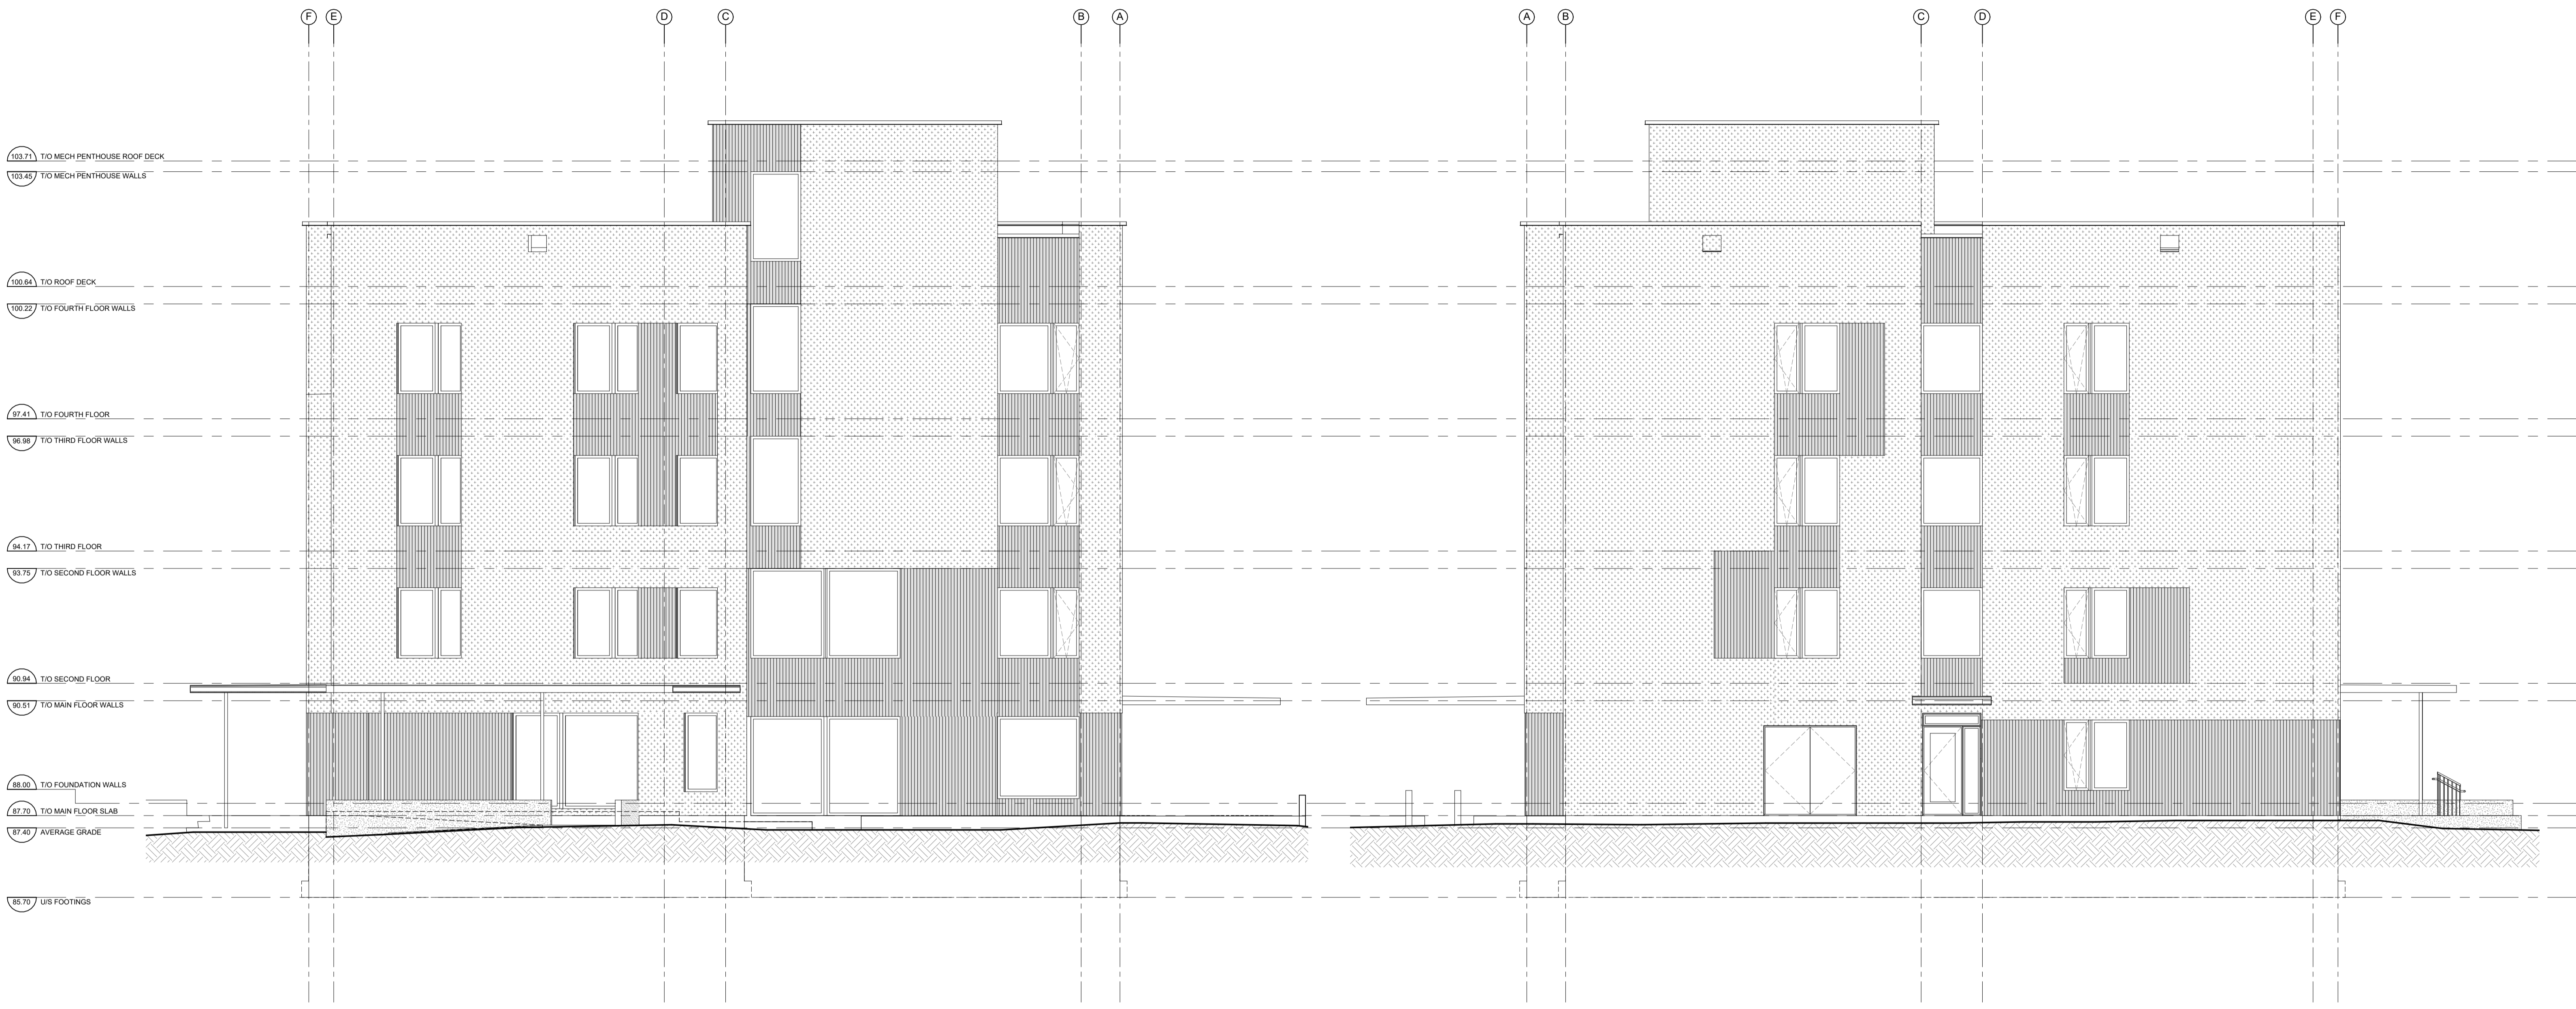 F E D C B A A B C D E F
103.71 T/O MECH PENTHOUSE ROOF DECK
103.45 T/O MECH PENTHOUSE WALLS
100.64 T/O ROOF DECK
100.22 T/O FOURTH FLOOR WALLS
97.41 T/O FOURTH FLOOR
96.98 T/O THIRD FLOOR WALLS
94.17 T/O THIRD FLOOR
93.75 T/O SECOND FLOOR WALLS
90.94 T/O SECOND FLOOR
90.51 T/O MAIN FLOOR WALLS
88.00 T/O FOUNDATION WALLS
87.70 T/O MAIN FLOOR SLAB
87.40 AVERAGE GRADE
85.70 U/S FOOTINGS